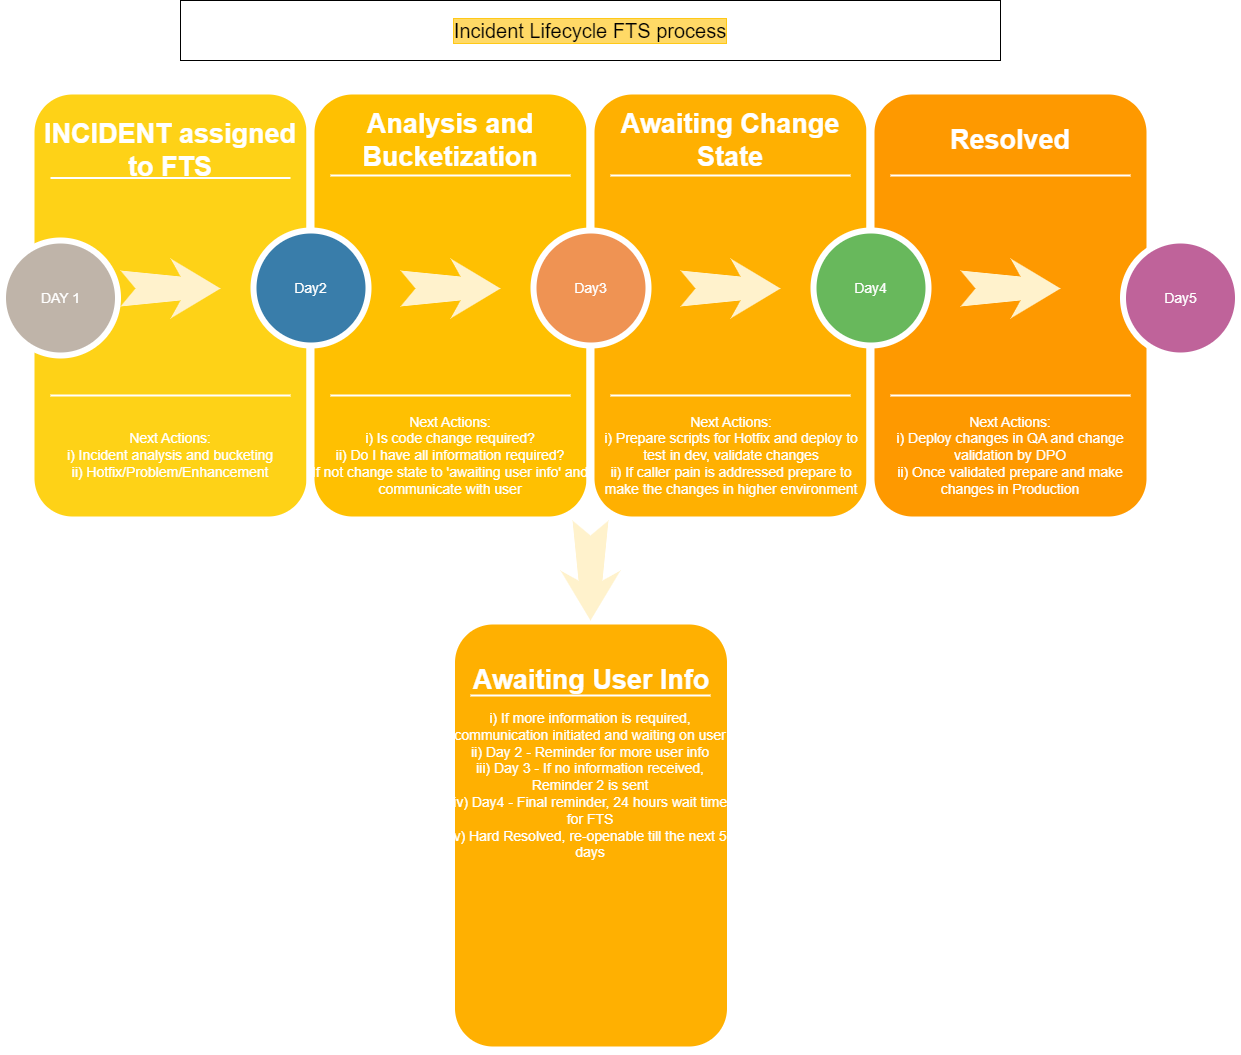 Incident Lifecycle FTS process
INCIDENT assigned
to FTS
DAY 1
Next Actions:
i) Incident analysis and bucketing
ii) Hotfix/Problem/Enhancement
Analysis and
Bucketization
Day2
Next Actions:
i) Is code change required?
ii) Do I have all information required?
If not change state to 'awaiting user info' and
communicate with user
Awaiting Change
State
Day3
Next Actions:
i) Prepare scripts for Hotfix and deploy to
test in dev, validate changes
ii) If caller pain is addressed prepare to
make the changes in higher environment
Resolved
Day4
Day5
Next Actions:
i) Deploy changes in QA and change
validation by DPO
ii) Once validated prepare and make
changes in Production
Awaiting User Info
i) If more information is required,
communication initiated and waiting on user
ii) Day 2 - Reminder for more user info
iii) Day 3 - If no information received,
Reminder 2 is sent
iv) Day4 - Final reminder, 24 hours wait time
for FTS
v) Hard Resolved, re-openable till the next 5
days